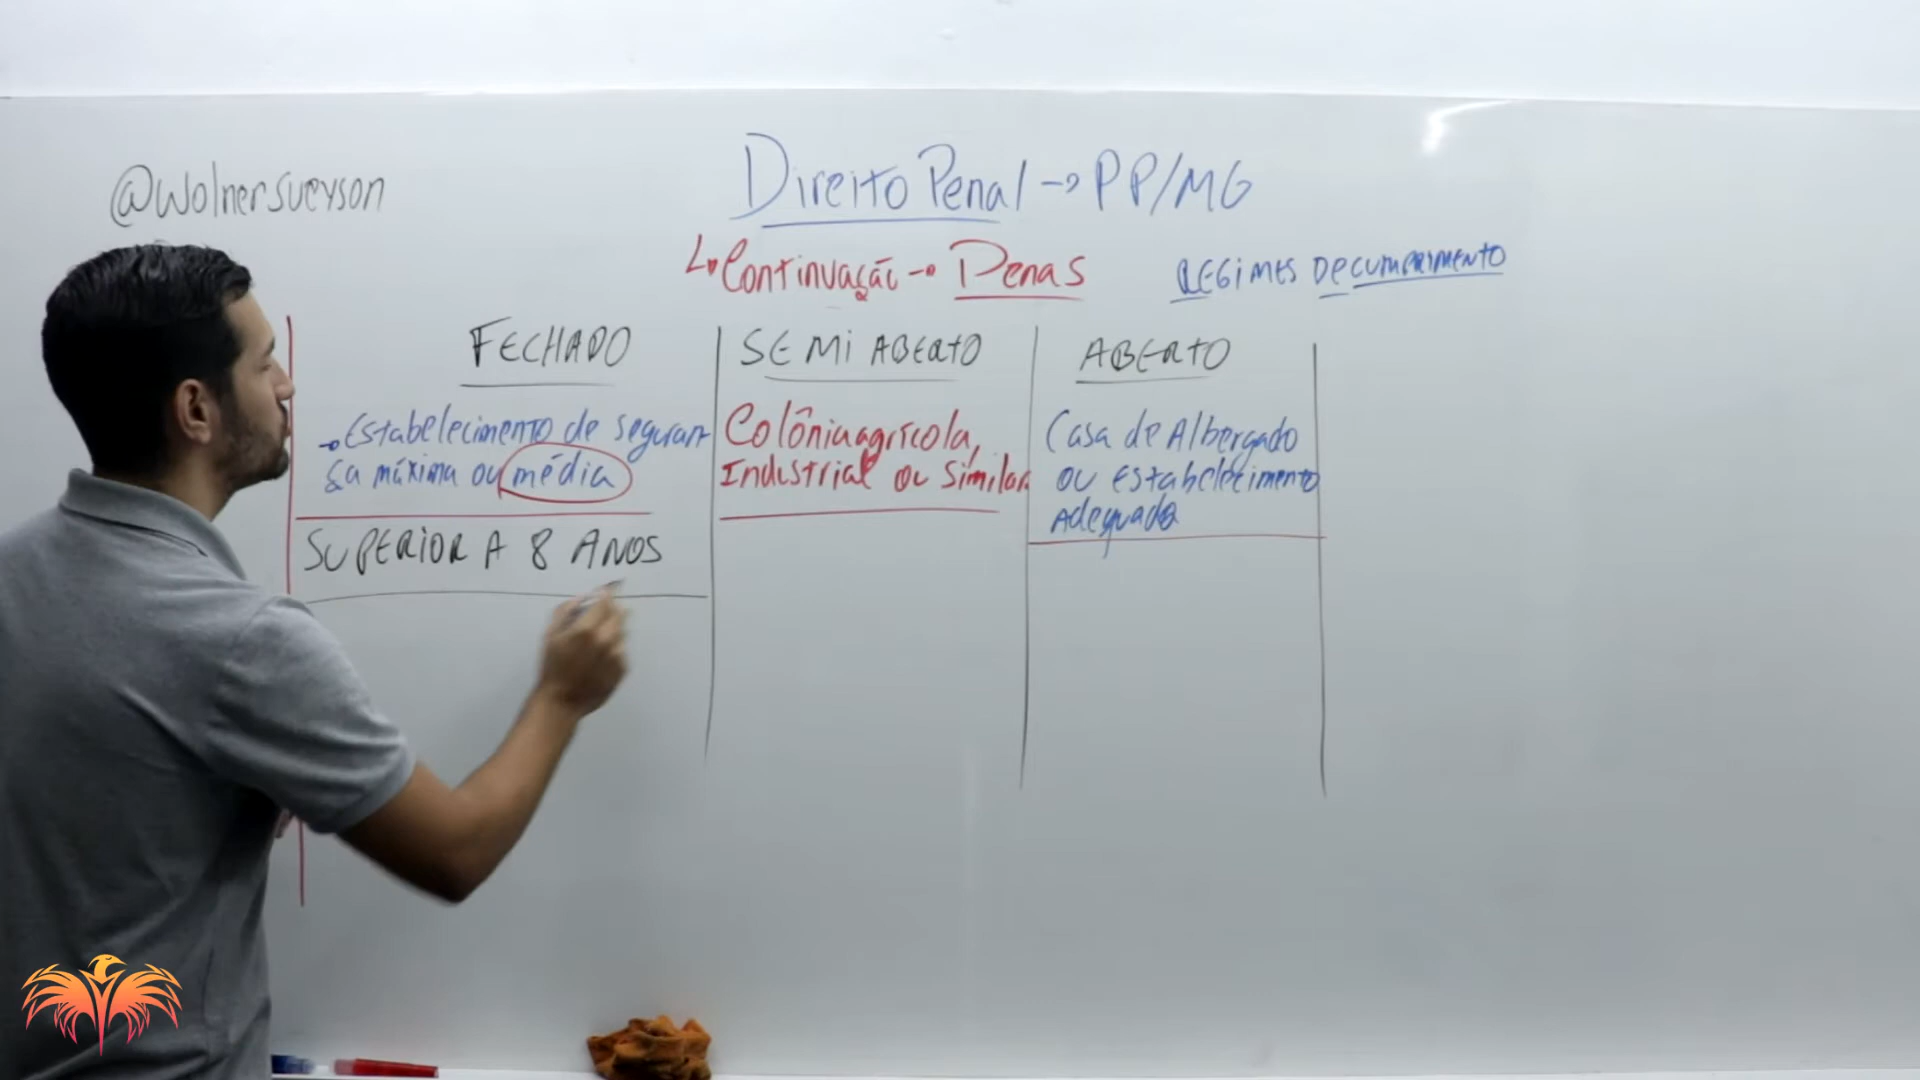 @wolnersueyson
Direito Penal → PP/MG
↳ Continuação → Penas
REGIMES DE CUMPRIMENTO
FECHADO
→ Estabelecimento de seguran
ça máxima ou média
SUPERIOR A 8 ANOS
SEMI ABERTO
Colônia agrícola,
Industrial ou Similar
ABERTO
Casa de Albergado
ou Estabelecimento
Adequado